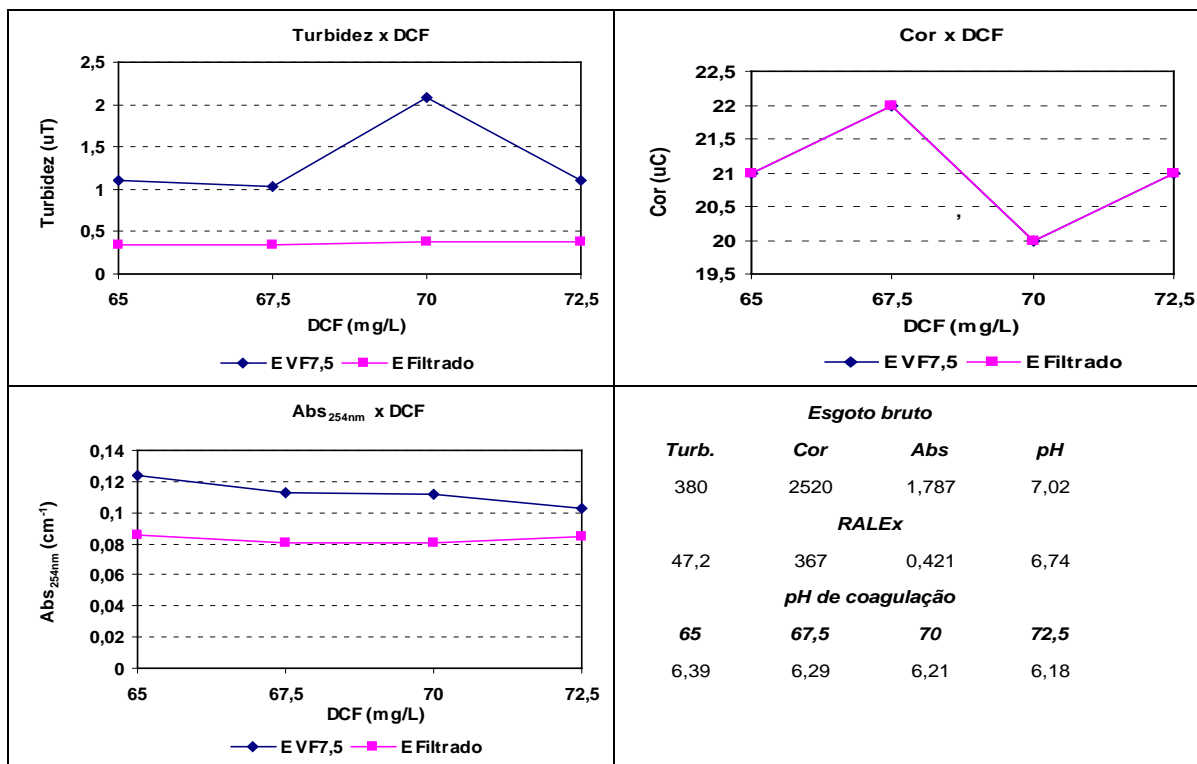 Turbidez x DCF
2,5
2
1,5
1
0,5
0
Turbidez (uT)
65 67,5 70 72,5
DCF (mg/L)
E VF7,5 E Filtrado
Cor x DCF
22,5
22
21,5
21
20,5
20
19,5
Cor (uC)
,
65 67,5 70 72,5
DCF (mg/L)
E VF7,5 E Filtrado
Abs254nm x DCF
0,14
0,12
0,1
0,08
0,06
0,04
0,02
0
Abs254nm (cm-1)
65 67,5 70 72,5
DCF (mg/L)
E VF7,5 E Filtrado
Esgoto bruto
Turb. Cor Abs pH
380 2520 1,787 7,02
RALEx
47,2 367 0,421 6,74
pH de coagulação
65 67,5 70 72,5
6,39 6,29 6,21 6,18